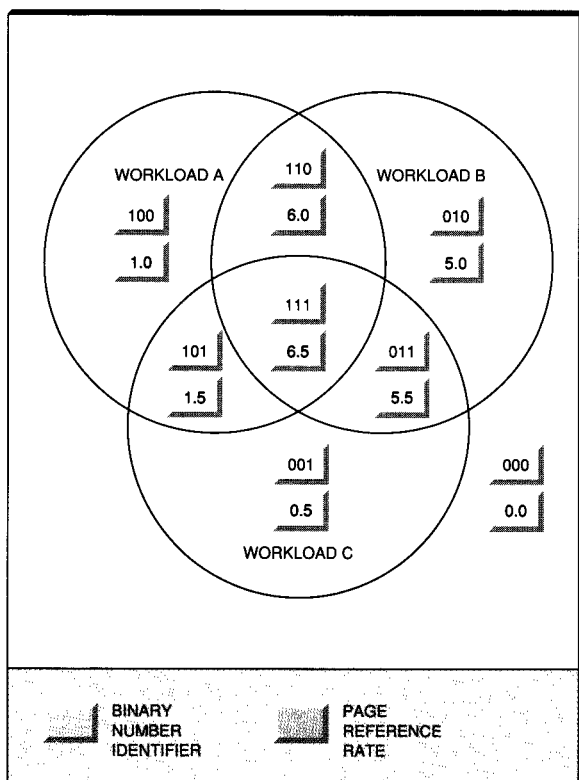 WORKLOAD A
WORKLOAD B
110
6.0
100
1.0
010
5.0
111
6.5
101
1.5
011
5.5
001
0.5
000
0.0
WORKLOAD C
BINARY
NUMBER
IDENTIFIER
PAGE
REFERENCE
RATE